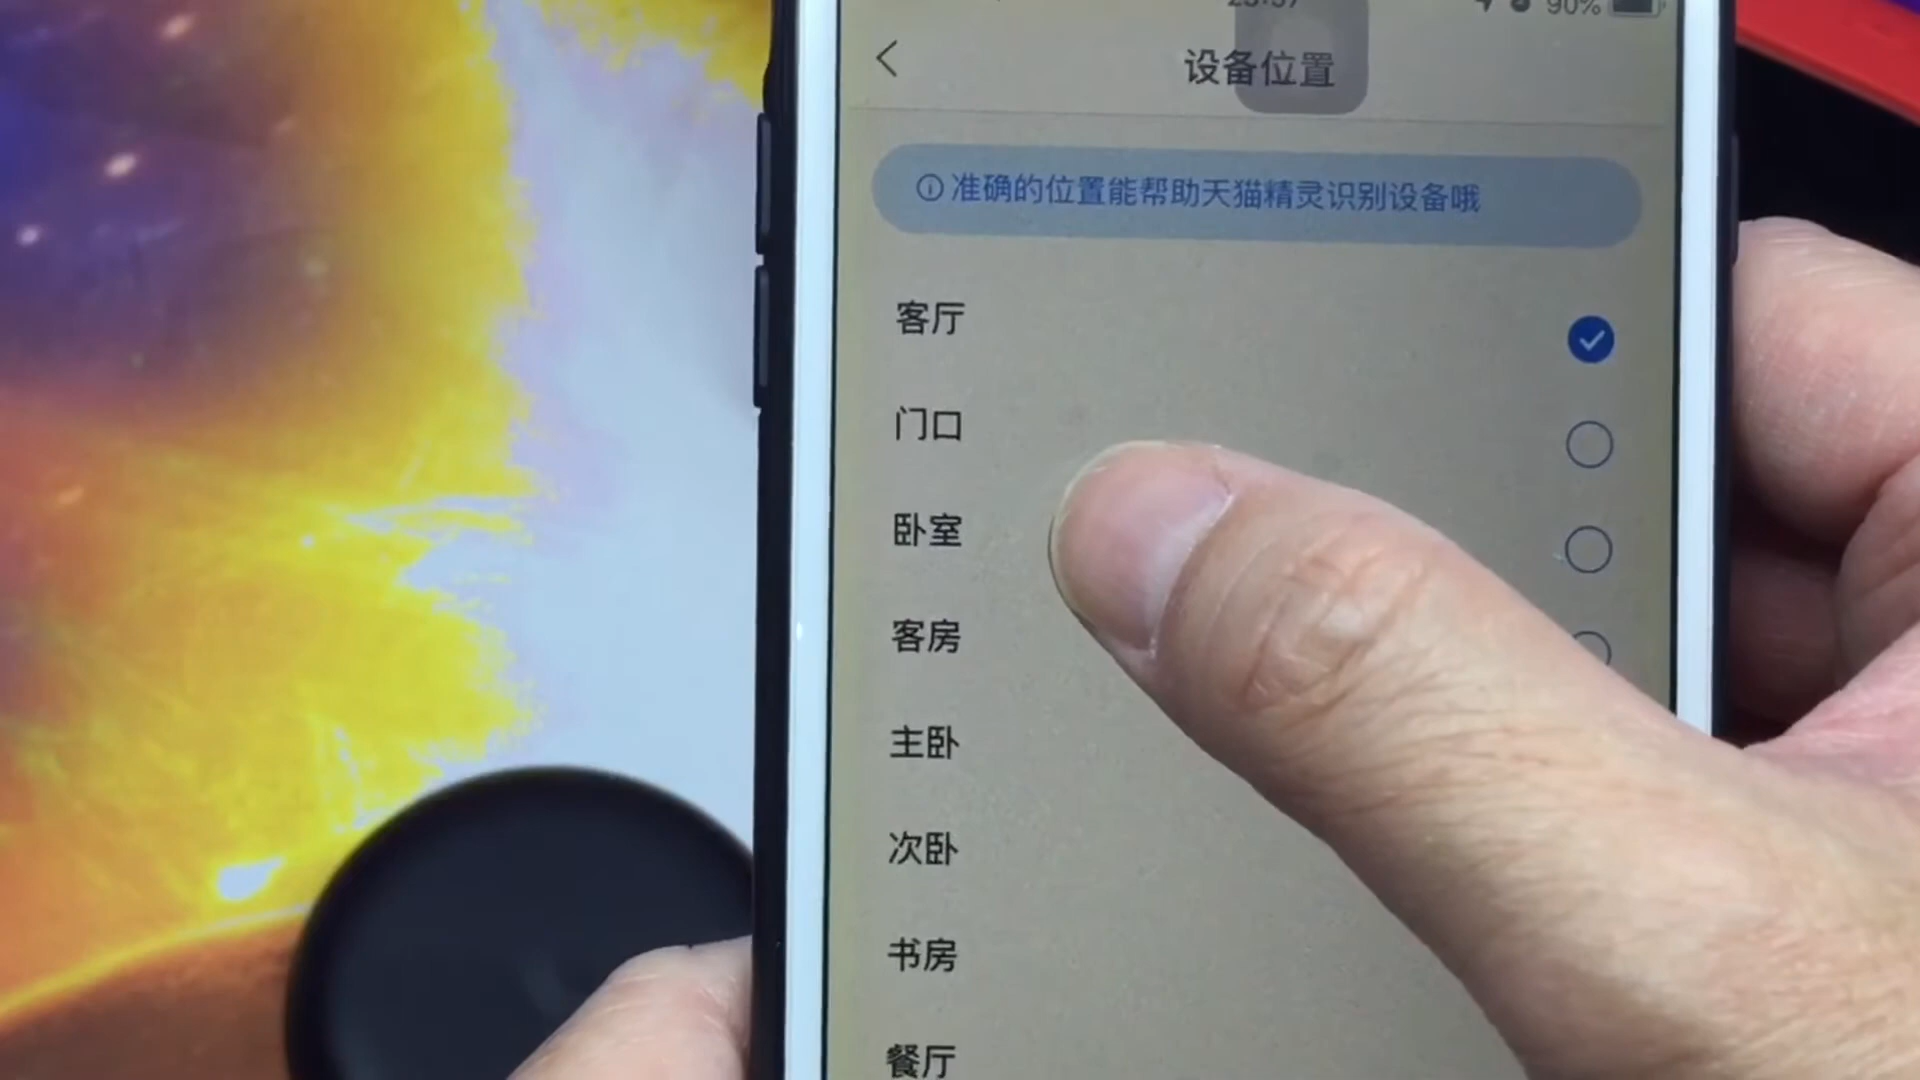 90%
设备位置
准确的位置能帮助天猫精灵识别设备哦
客厅
门口
卧室
客房
主卧
次卧
书房
餐厅